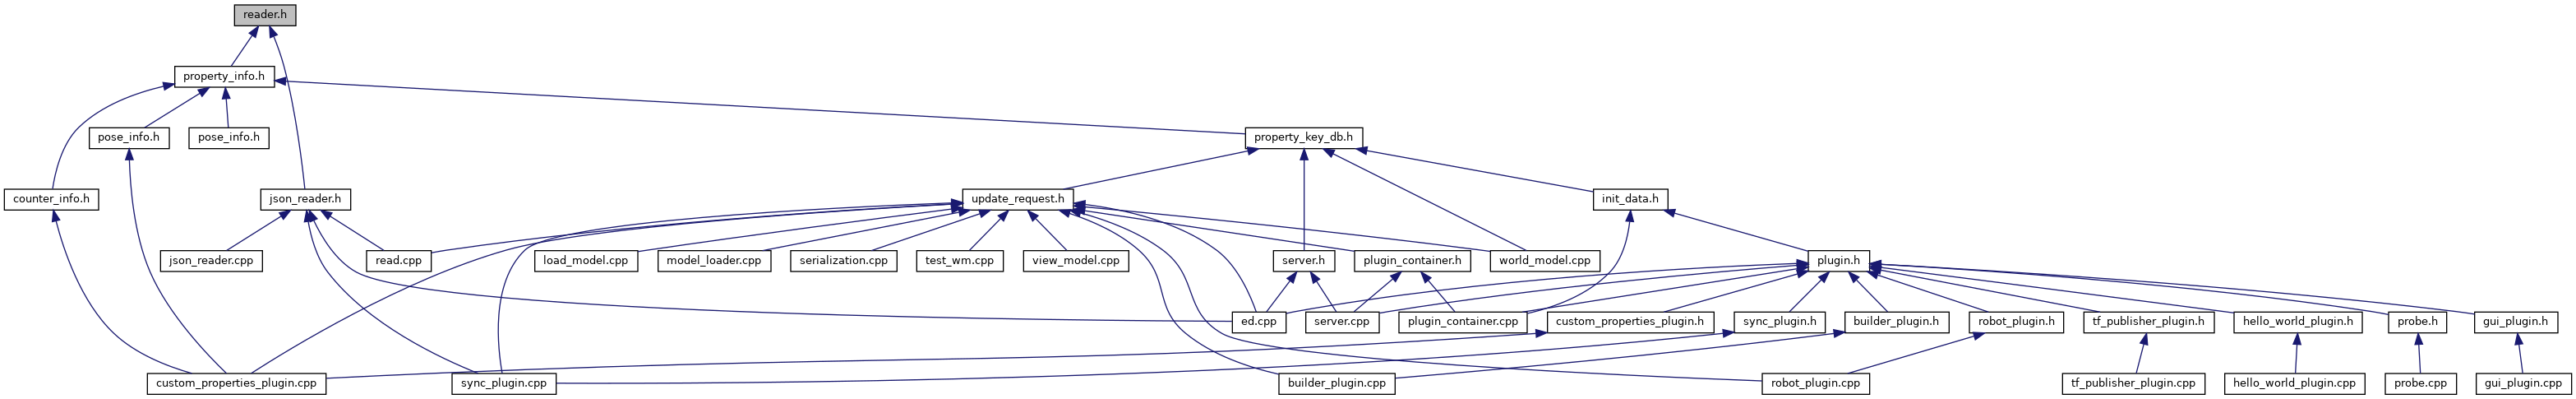 reader.h
property_info.h
pose_info.h
pose_info.h
property_key_db.h
counter_info.h
json_reader.h
update_request.h
init_data.h
json_reader.cpp
read.cpp
load_model.cpp
model_loader.cpp
serialization.cpp
test_wm.cpp
view_model.cpp
server.h
plugin_container.h
world_model.cpp
plugin.h
ed.cpp
server.cpp
plugin_container.cpp
custom_properties_plugin.h
sync_plugin.h
builder_plugin.h
robot_plugin.h
tf_publisher_plugin.h
hello_world_plugin.h
probe.h
gui_plugin.h
custom_properties_plugin.cpp
sync_plugin.cpp
builder_plugin.cpp
robot_plugin.cpp
tf_publisher_plugin.cpp
hello_world_plugin.cpp
probe.cpp
gui_plugin.cpp